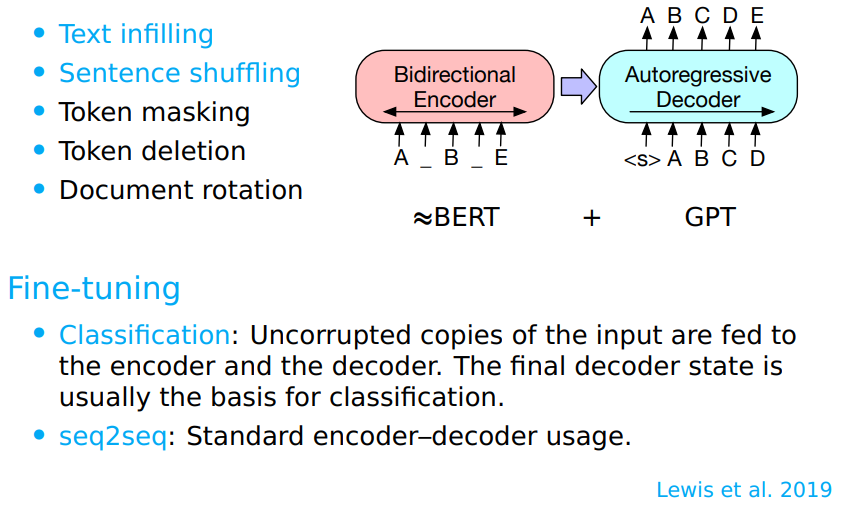 Text infilling
Sentence shuffling
Token masking
Token deletion
Document rotation
A B C D E
Bidirectional
Encoder
Autoregressive
Decoder
A _ B _ E
<s> A B C D
≈BERT + GPT
Fine-tuning
Classification: Uncorrupted copies of the input are fed to
the encoder and the decoder. The final decoder state is
usually the basis for classification.
seq2seq: Standard encoder–decoder usage.
Lewis et al. 2019